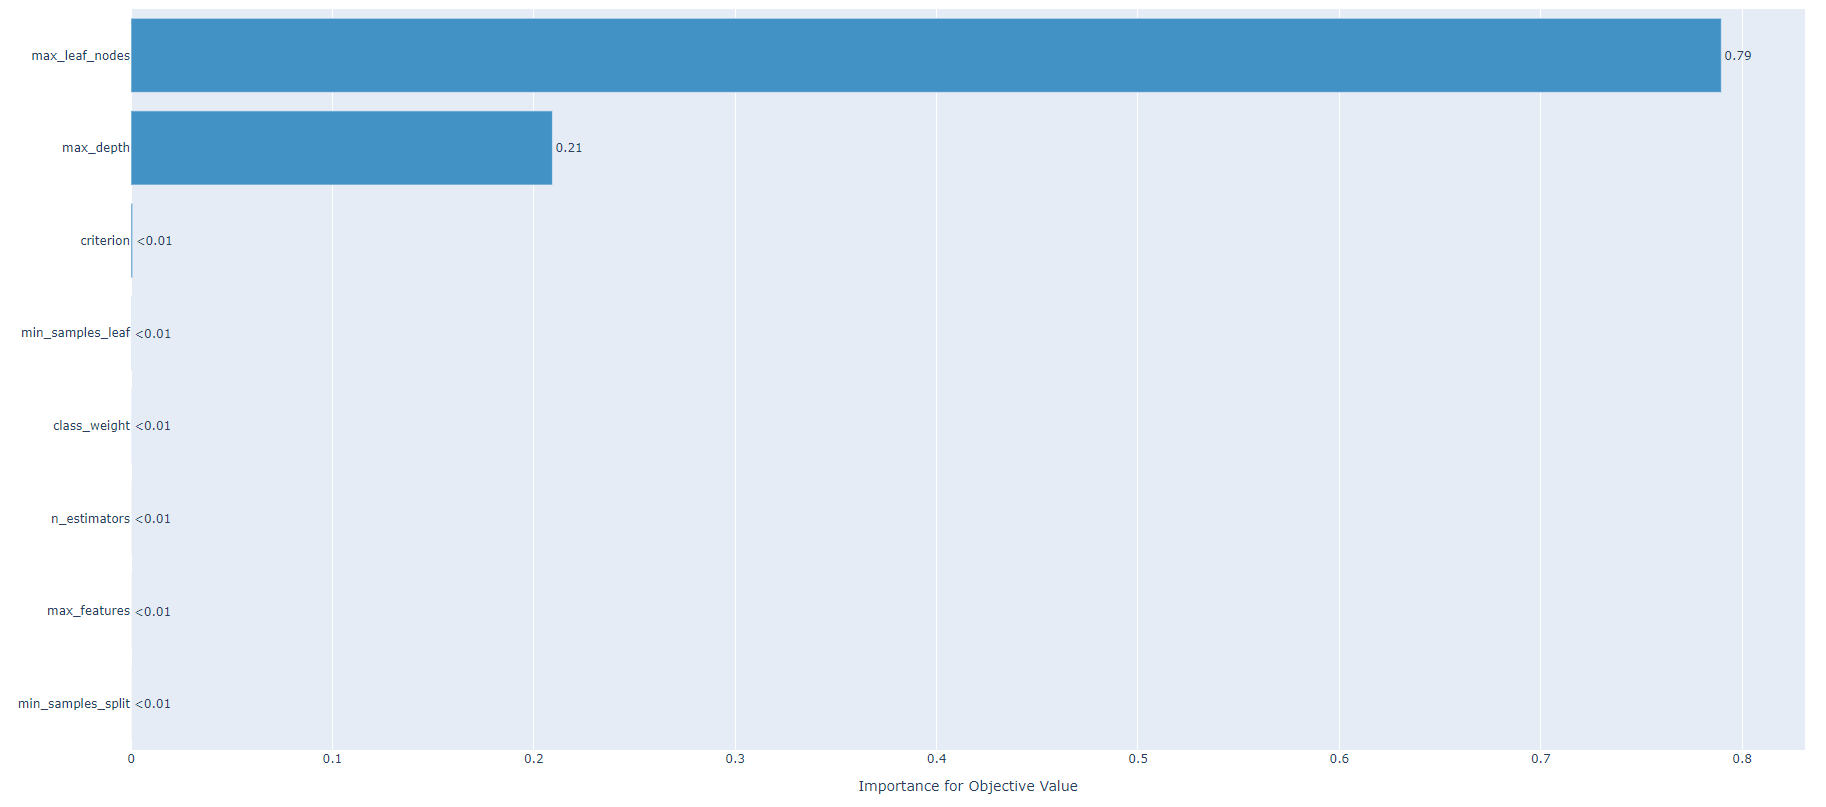 max_leaf_nodes 0.79
max_depth 0.21
criterion <0.01
min_samples_leaf <0.01
class_weight <0.01
n_estimators <0.01
max_features <0.01
min_samples_split <0.01
0 0.1 0.2 0.3 0.4 0.5 0.6 0.7 0.8
Importance for Objective Value